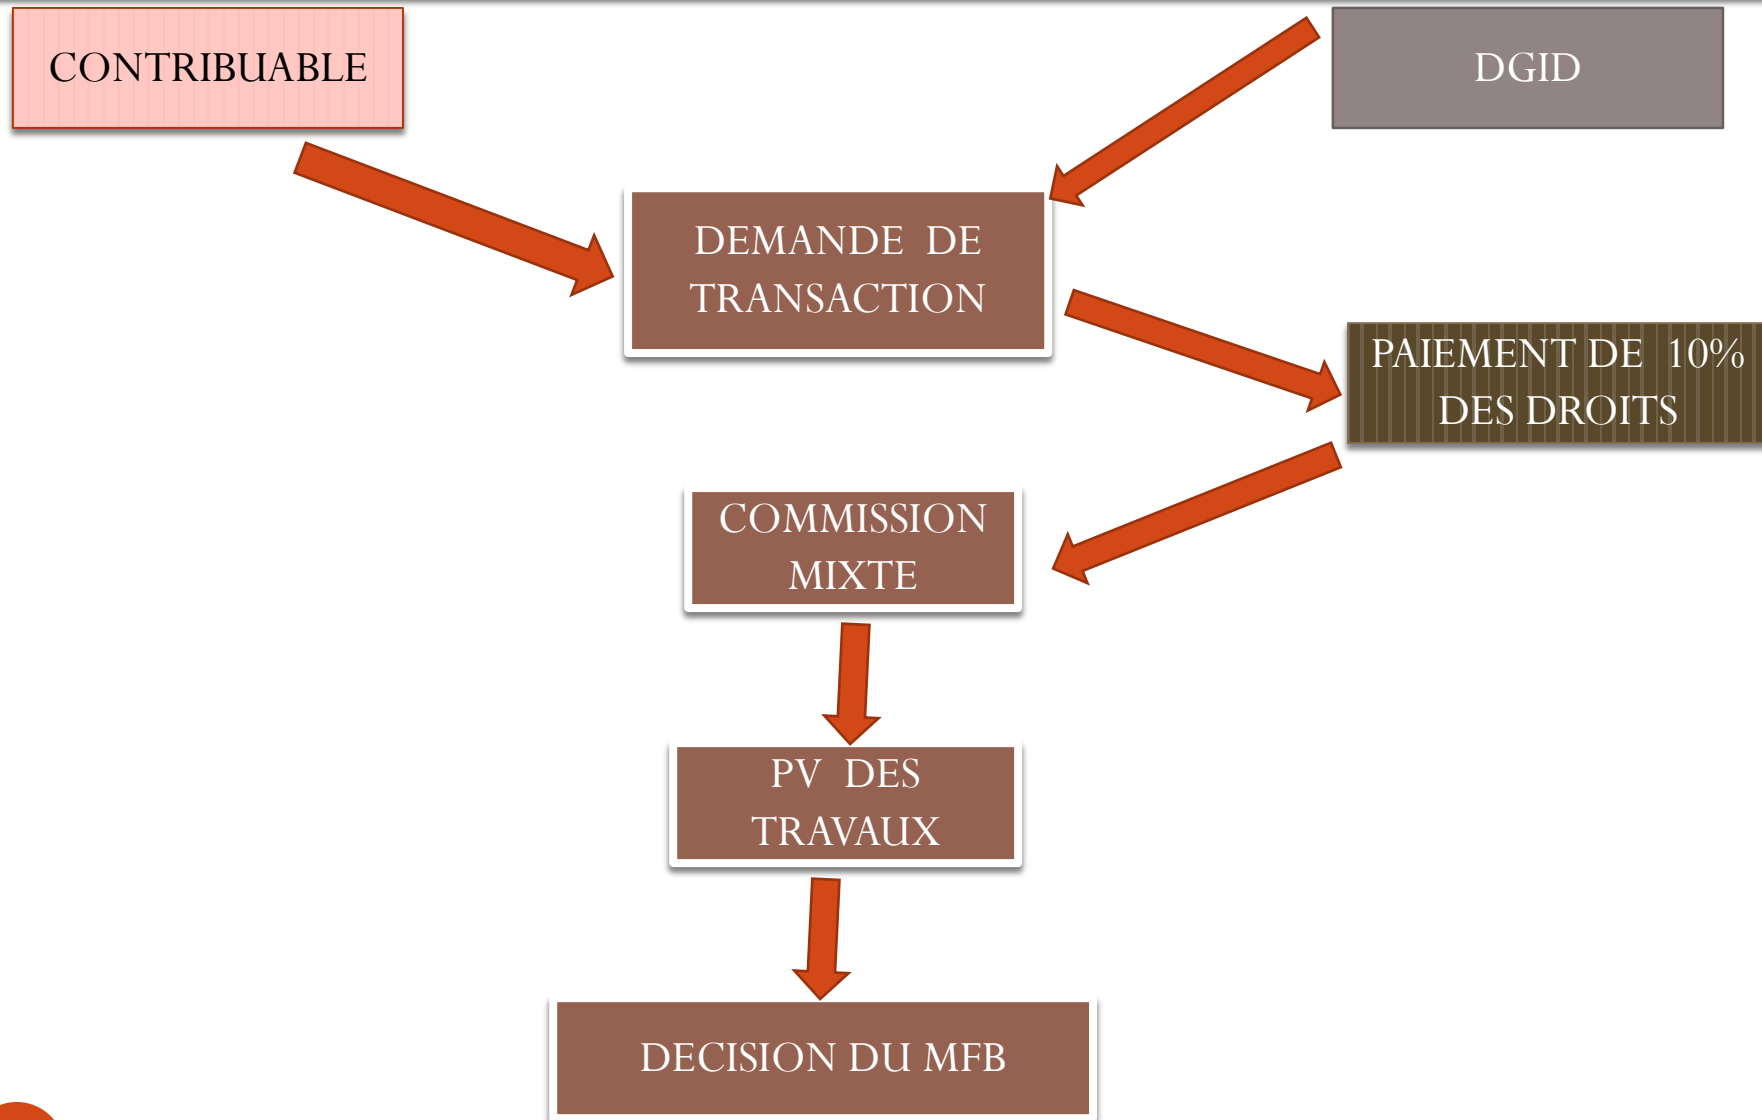 CONTRIBUABLE
DGID
DEMANDE DE
TRANSACTION
PAIEMENT DE 10%
DES DROITS
COMMISSION
MIXTE
PV DES
TRAVAUX
DECISION DU MFB